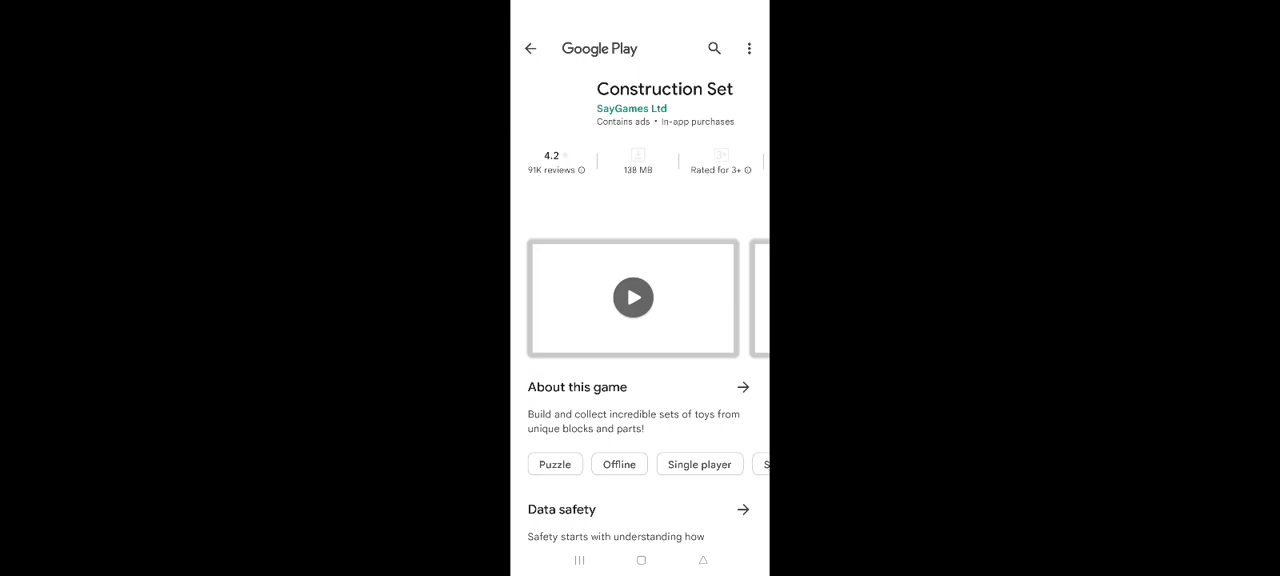 Google Play
Construction Set
SayGames Ltd
Contains ads • In-app purchases
4.2
91K reviews
138 MB
3+
Rated for 3+
About this game
Build and collect incredible sets of toys from
unique blocks and parts!
Puzzle Offline Single player S
Data safety
Safety starts with understanding how